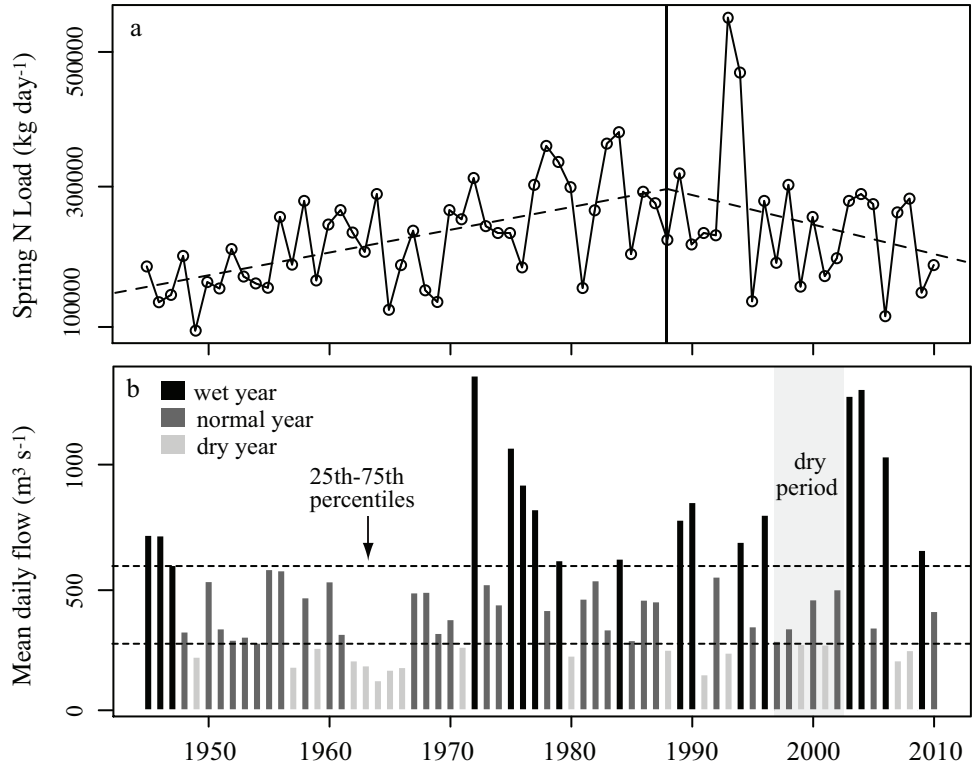 a
Spring N Load (kg day-1)
500000
300000
100000
b
wet year
normal year
dry year
25th-75th
percentiles
dry
period
Mean daily flow (m3 s-1)
1000
500
0
1950 1960 1970 1980 1990 2000 2010